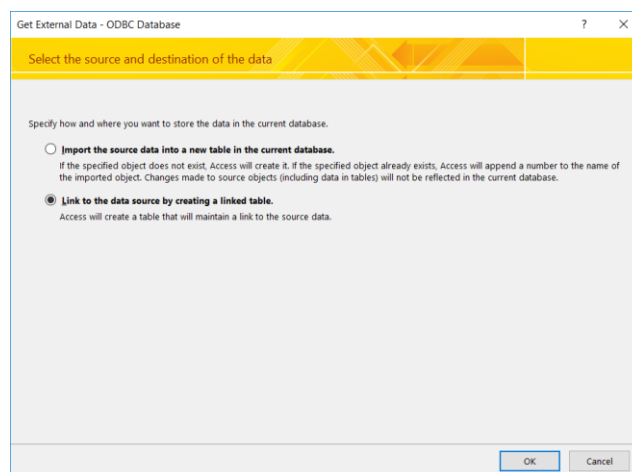 Get External Data - ODBC Database
? X
Select the source and destination of the data
Specify how and where you want to store the data in the current database.
Import the source data into a new table in the current database.
If the specified object does not exist, Access will create it. If the specified object already exists, Access will append a number to the name of
the imported object. Changes made to source objects (including data in tables) will not be reflected in the current database.
Link to the data source by creating a linked table.
Access will create a table that will maintain a link to the source data.
OK Cancel